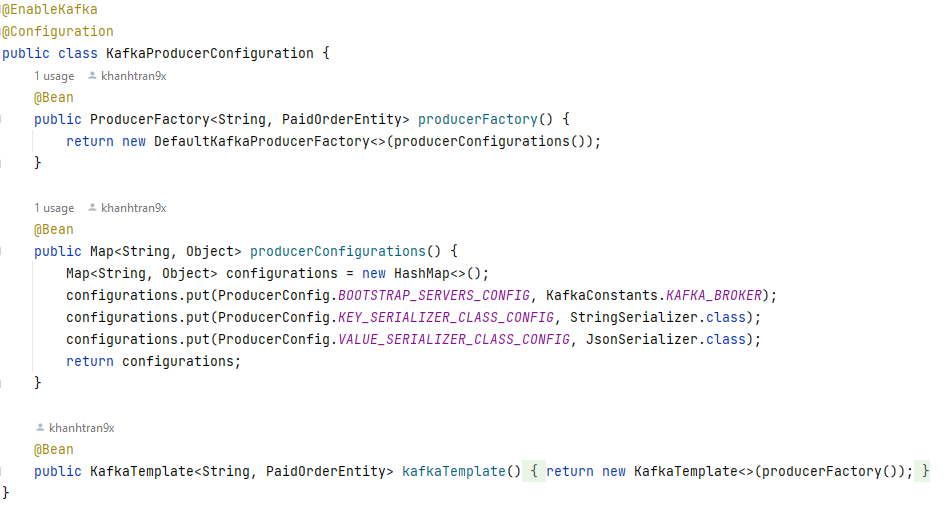 @EnableKafka
@Configuration
public class KafkaProducerConfiguration {
1 usage khanhtran9x
@Bean
public ProducerFactory<String, PaidOrderEntity> producerFactory() {
return new DefaultKafkaProducerFactory<>(producerConfigurations());
}
1 usage khanhtran9x
@Bean
public Map<String, Object> producerConfigurations() {
Map<String, Object> configurations = new HashMap<>();
configurations.put(ProducerConfig.BOOTSTRAP_SERVERS_CONFIG, KafkaConstants.KAFKA_BROKER);
configurations.put(ProducerConfig.KEY_SERIALIZER_CLASS_CONFIG, StringSerializer.class);
configurations.put(ProducerConfig.VALUE_SERIALIZER_CLASS_CONFIG, JsonSerializer.class);
return configurations;
}
khanhtran9x
@Bean
public KafkaTemplate<String, PaidOrderEntity> kafkaTemplate() { return new KafkaTemplate<>(producerFactory()); }
}